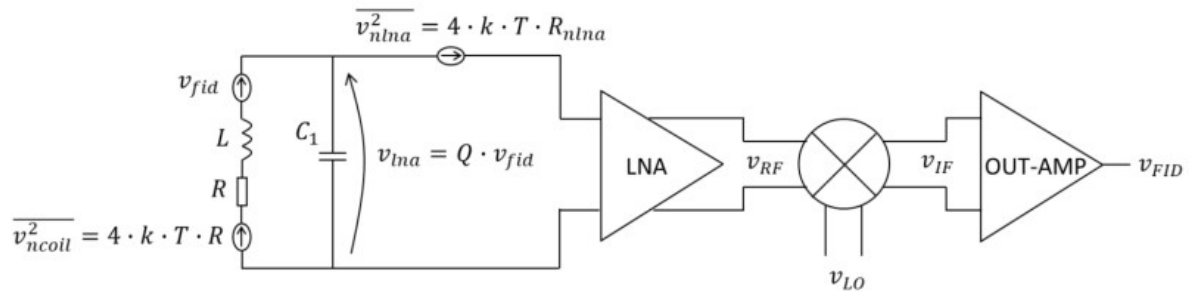 $\overline{v_{nlna}^2} = 4 \cdot k \cdot T \cdot R_{nlna}$
$v_{fid}$
$L$
$C_1$
$v_{lna} = Q \cdot v_{fid}$
LNA
$v_{RF}$
$v_{IF}$
OUT-AMP
$v_{FID}$
$R$
$\overline{v_{ncoil}^2} = 4 \cdot k \cdot T \cdot R$
$v_{LO}$